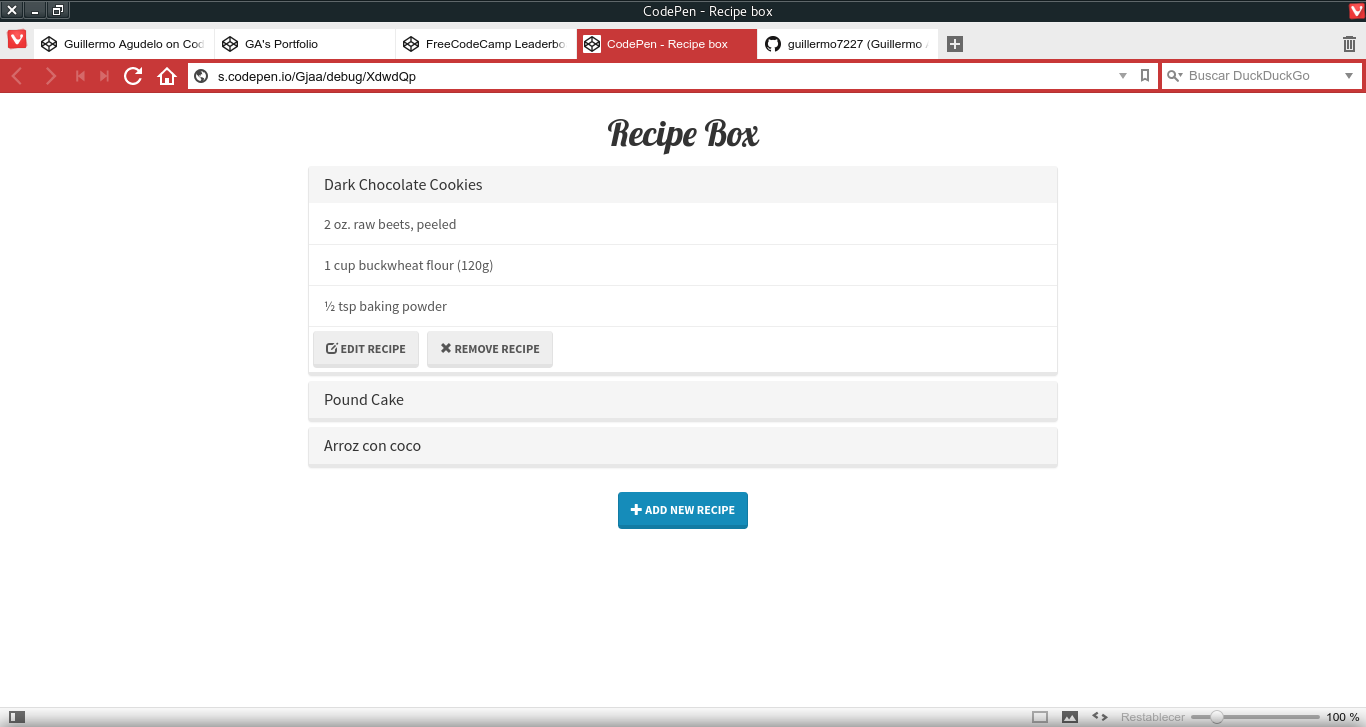 CodePen - Recipe box
Guillermo Agudelo on Cod
GA's Portfolio
FreeCodeCamp Leaderbo
CodePen - Recipe box
guillermo7227 (Guillermo
s.codepen.io/Gjaa/debug/XdwdQp
Buscar DuckDuckGo
Recipe Box
Dark Chocolate Cookies
2 oz. raw beets, peeled
1 cup buckwheat flour (120g)
½ tsp baking powder
EDIT RECIPE
REMOVE RECIPE
Pound Cake
Arroz con coco
ADD NEW RECIPE
Restablecer
100 %